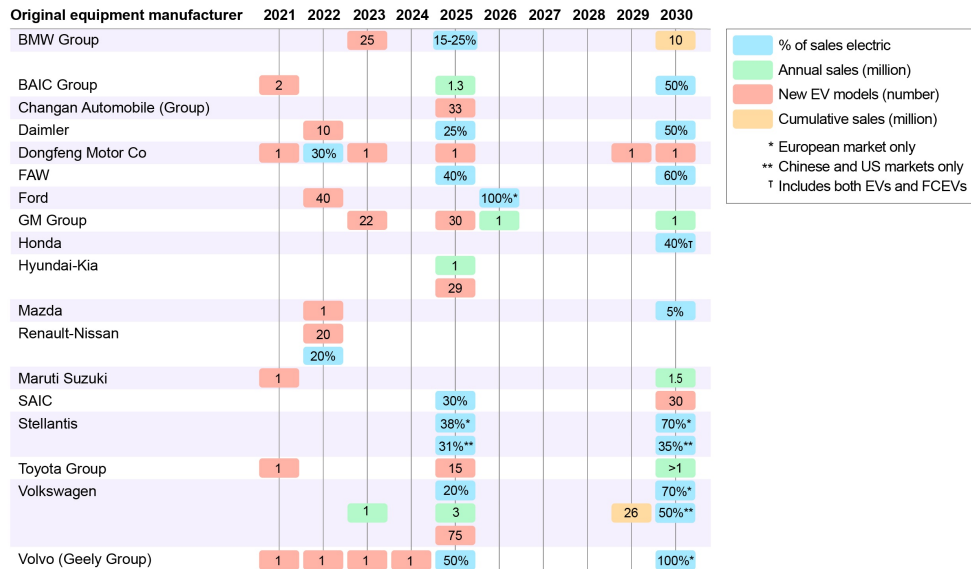 Original equipment manufacturer 2021 2022 2023 2024 2025 2026 2027 2028 2029 2030
BMW Group 25 15-25% 10
BAIC Group 2 1.3 50%
Changan Automobile (Group) 33
Daimler 10 25% 50%
Dongfeng Motor Co 1 30% 1 1 1 1
FAW 40% 60%
Ford 40 100%*
GM Group 22 30 1 1
Honda 40%т
Hyundai-Kia 1
29
Mazda 1 5%
Renault-Nissan 20
20%
Maruti Suzuki 1 1.5
SAIC 30% 30
Stellantis 38%* 70%*
31%** 35%**
Toyota Group 1 15 >1
Volkswagen 20% 70%*
1 3 26 50%**
75
Volvo (Geely Group) 1 1 1 1 50% 100%*
% of sales electric
Annual sales (million)
New EV models (number)
Cumulative sales (million)
* European market only
** Chinese and US markets only
т Includes both EVs and FCEVs